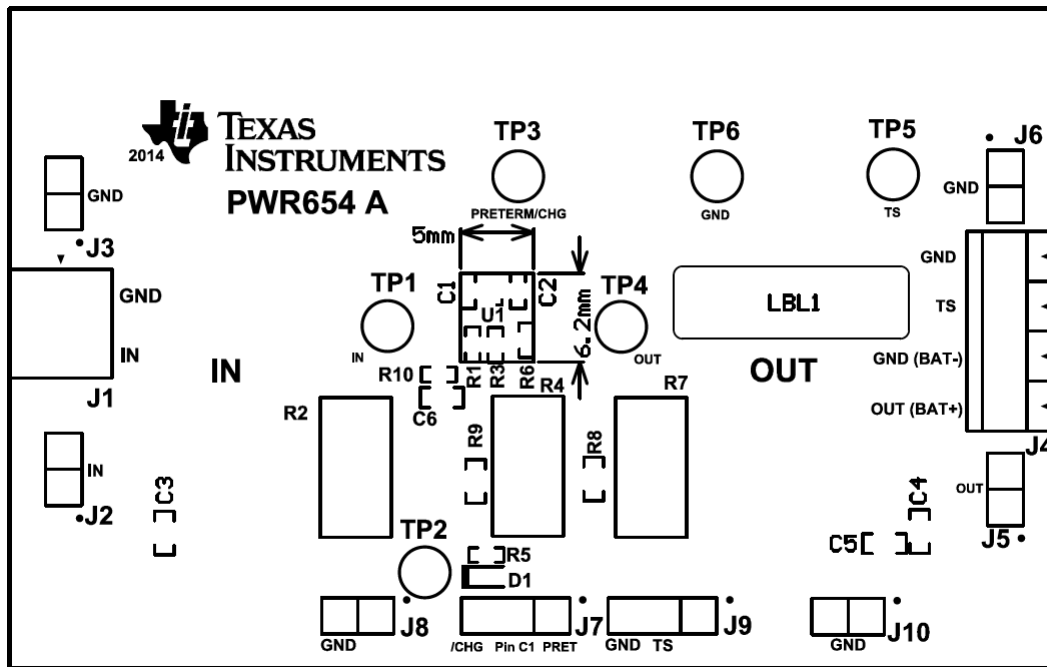 TEXAS
INSTRUMENTS
2014
PWR654 A
TP3
PRETERM/CHG
TP6
GND
TP5
TS
J6
GND
GND
J3
5mm
GND
IN
J1
TP1
IN
C1
C2
U1
6.2mm
TP4
OUT
LBL1
GND
TS
GND (BAT-)
OUT (BAT+)
J4
IN
OUT
R10
C6
R1
R3
R6
R4
R7
R2
R9
R8
IN
J2
C3
C4
C5
OUT
J5
TP2
R5
D1
J8
GND
J7
/CHG Pin C1 PRET
J9
GND TS
J10
GND